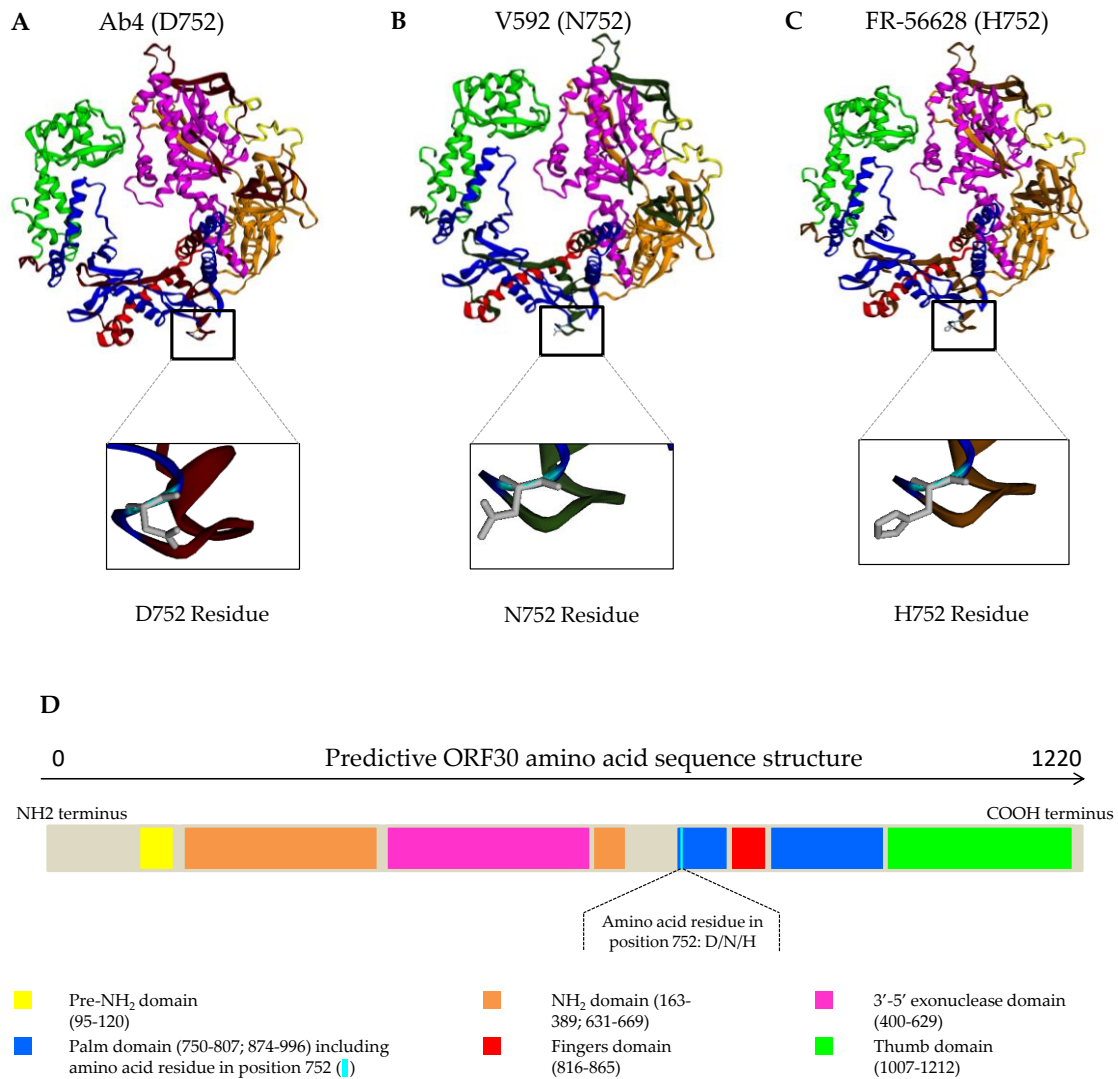 A Ab4 (D752)
B V592 (N752)
C FR-56628 (H752)
D752 Residue
N752 Residue
H752 Residue
D
0 Predictive ORF30 amino acid sequence structure 1220
NH2 terminus
COOH terminus
Amino acid residue in
position 752: D/N/H
Pre-NH₂ domain
(95-120)
NH₂ domain (163-
389; 631-669)
3’-5’ exonuclease domain
(400-629)
Palm domain (750-807; 874-996) including
amino acid residue in position 752 ( )
Fingers domain
(816-865)
Thumb domain
(1007-1212)